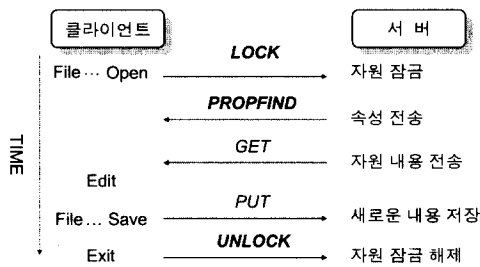 클라이언트 서 버
LOCK
File ··· Open 자원 잠금
PROPFIND
속성 전송
GET
자원 내용 전송
Edit
PUT
File ... Save 새로운 내용 저장
UNLOCK
Exit 자원 잠금 해제
TIME